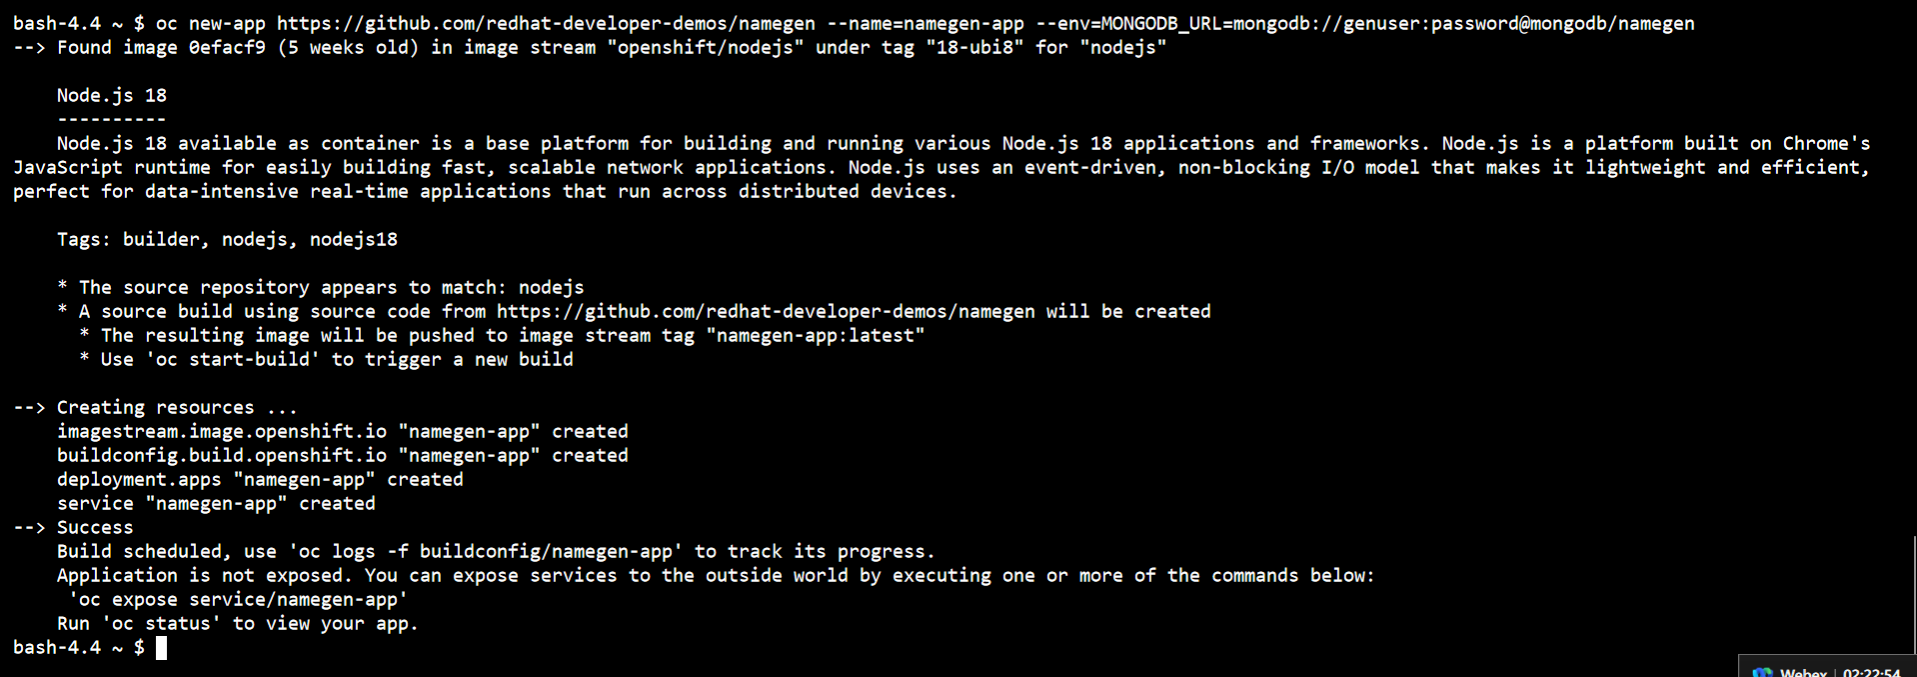 bash-4.4 ~ $ oc new-app https://github.com/redhat-developer-demos/namegen --name=namegen-app --env=MONGODB_URL=mongodb://genuser:password@mongodb/namegen
--> Found image 0efacf9 (5 weeks old) in image stream "openshift/nodejs" under tag "18-ubi8" for "nodejs"
Node.js 18
----------
Node.js 18 available as container is a base platform for building and running various Node.js 18 applications and frameworks. Node.js is a platform built on Chrome's
JavaScript runtime for easily building fast, scalable network applications. Node.js uses an event-driven, non-blocking I/O model that makes it lightweight and efficient,
perfect for data-intensive real-time applications that run across distributed devices.
Tags: builder, nodejs, nodejs18
* The source repository appears to match: nodejs
* A source build using source code from https://github.com/redhat-developer-demos/namegen will be created
* The resulting image will be pushed to image stream tag "namegen-app:latest"
* Use 'oc start-build' to trigger a new build
--> Creating resources ...
imagestream.image.openshift.io "namegen-app" created
buildconfig.build.openshift.io "namegen-app" created
deployment.apps "namegen-app" created
service "namegen-app" created
--> Success
Build scheduled, use 'oc logs -f buildconfig/namegen-app' to track its progress.
Application is not exposed. You can expose services to the outside world by executing one or more of the commands below:
'oc expose service/namegen-app'
Run 'oc status' to view your app.
bash-4.4 ~ $
Webex | 02:22:54